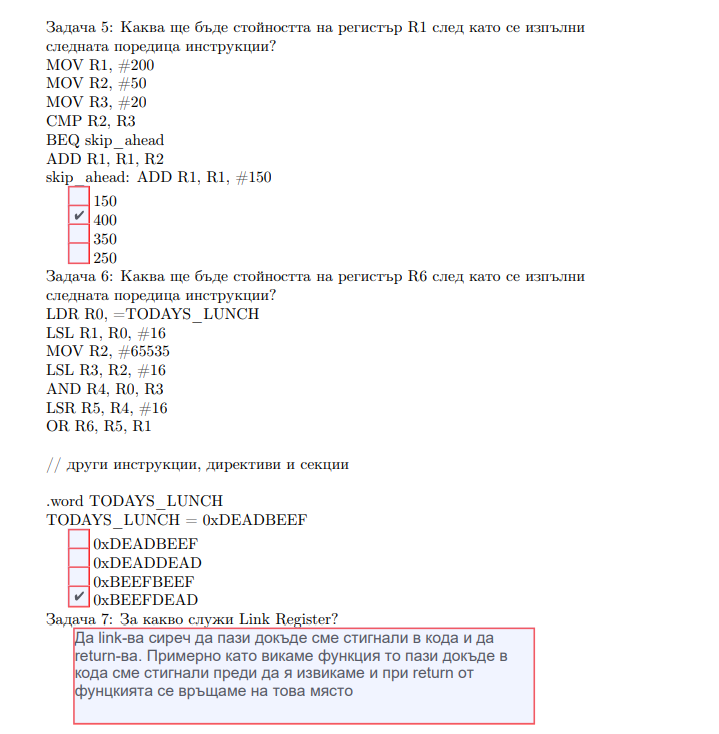 Задача 5: Каква ще бъде стойността на регистър R1 след като се изпълни
следната поредица инструкции?
MOV R1, #200
MOV R2, #50
MOV R3, #20
CMP R2, R3
BEQ skip_ahead
ADD R1, R1, R2
skip_ahead: ADD R1, R1, #150
150
✔ 400
350
250
Задача 6: Каква ще бъде стойността на регистър R6 след като се изпълни
следната поредица инструкции?
LDR R0, =TODAYS_LUNCH
LSL R1, R0, #16
MOV R2, #65535
LSL R3, R2, #16
AND R4, R0, R3
LSR R5, R4, #16
OR R6, R5, R1
// други инструкции, директиви и секции
.word TODAYS_LUNCH
TODAYS_LUNCH = 0xDEADBEEF
0xDEADBEEF
0xDEADDEAD
0xBEEFBEEF
✔ 0xBEEFDEAD
Задача 7: За какво служи Link Register?
Да link-ва сиреч да пази докъде сме стигнали в кода и да
return-ва. Примерно като викаме функция то пази докъде в
кода сме стигнали преди да я извикаме и при return от
фунцкията се връщаме на това място